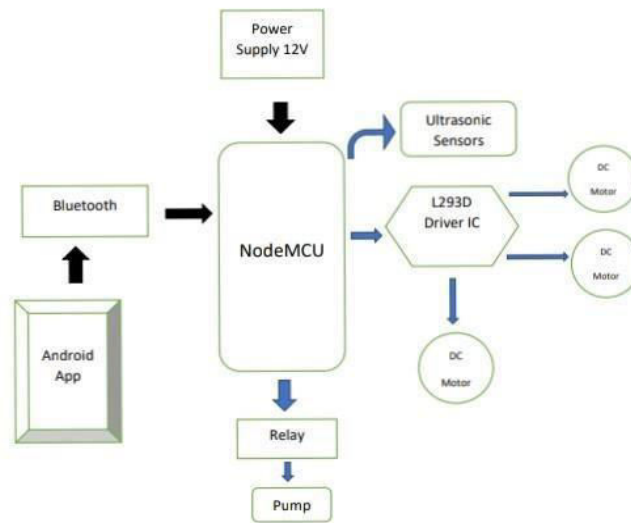 Power
Supply 12V
Ultrasonic
Sensors
Bluetooth
NodeMCU
L293D
Driver IC
DC
Motor
DC
Motor
DC
Motor
Android
App
Relay
Pump